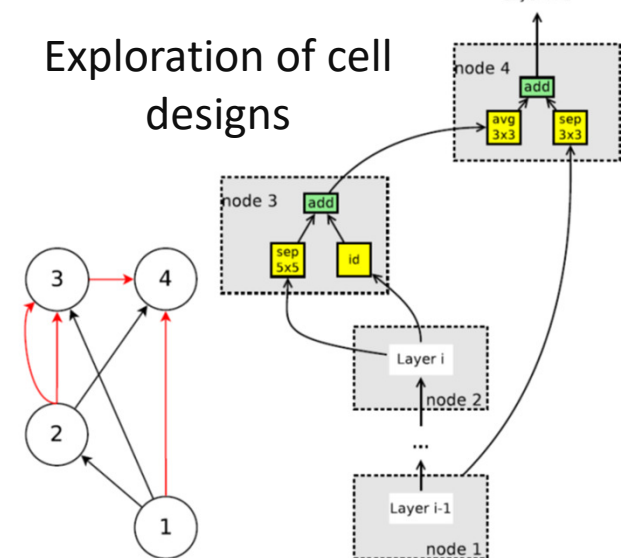 Exploration of cell
designs
node 4
add
avg
3x3
sep
3x3
node 3
add
sep
5x5
id
3
4
Layer i
node 2
2
...
Layer i-1
node 1
1